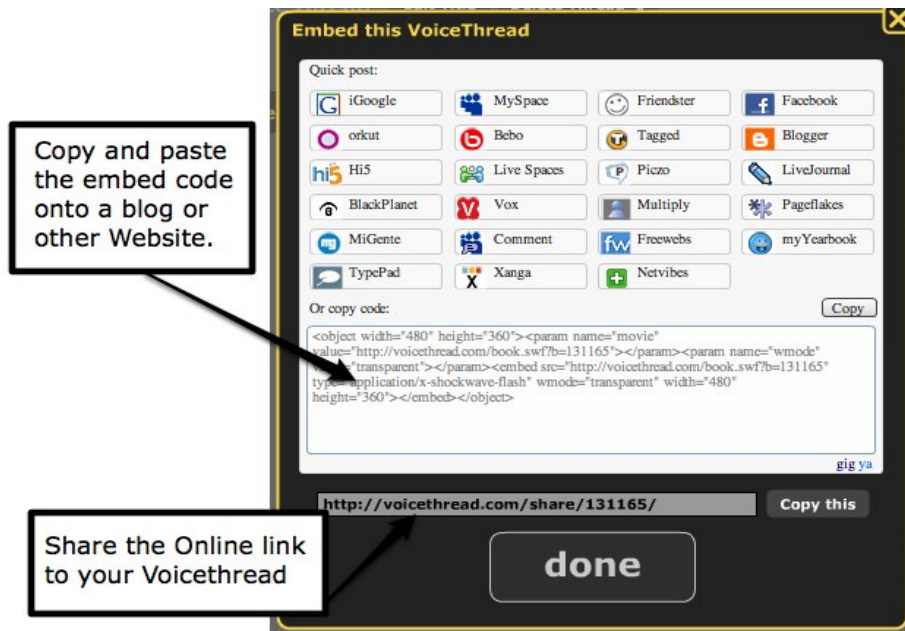 Embed this VoiceThread
Quick post:
iGoogle MySpace Friendster Facebook
orkut Bebo Tagged Blogger
Hi5 Live Spaces Piczo LiveJournal
BlackPlanet Vox Multiply Pageflakes
MiGente Comment Freewebs myYearbook
TypePad Xanga Netvibes
Or copy code: Copy
<object width="480" height="360"><param name="movie"
value="http://voicethread.com/book.swf?b=131165"></param><param name="wmode"
"transparent"></param><embed src="http://voicethread.com/book.swf?b=131165"
type="application/x-shockwave-flash" wmode="transparent" width="480"
height="360"></embed></object>
gigya
http://voicethread.com/share/131165/ Copy this
done
Copy and paste
the embed code
onto a blog or
other Website.
Share the Online link
to your Voicethread